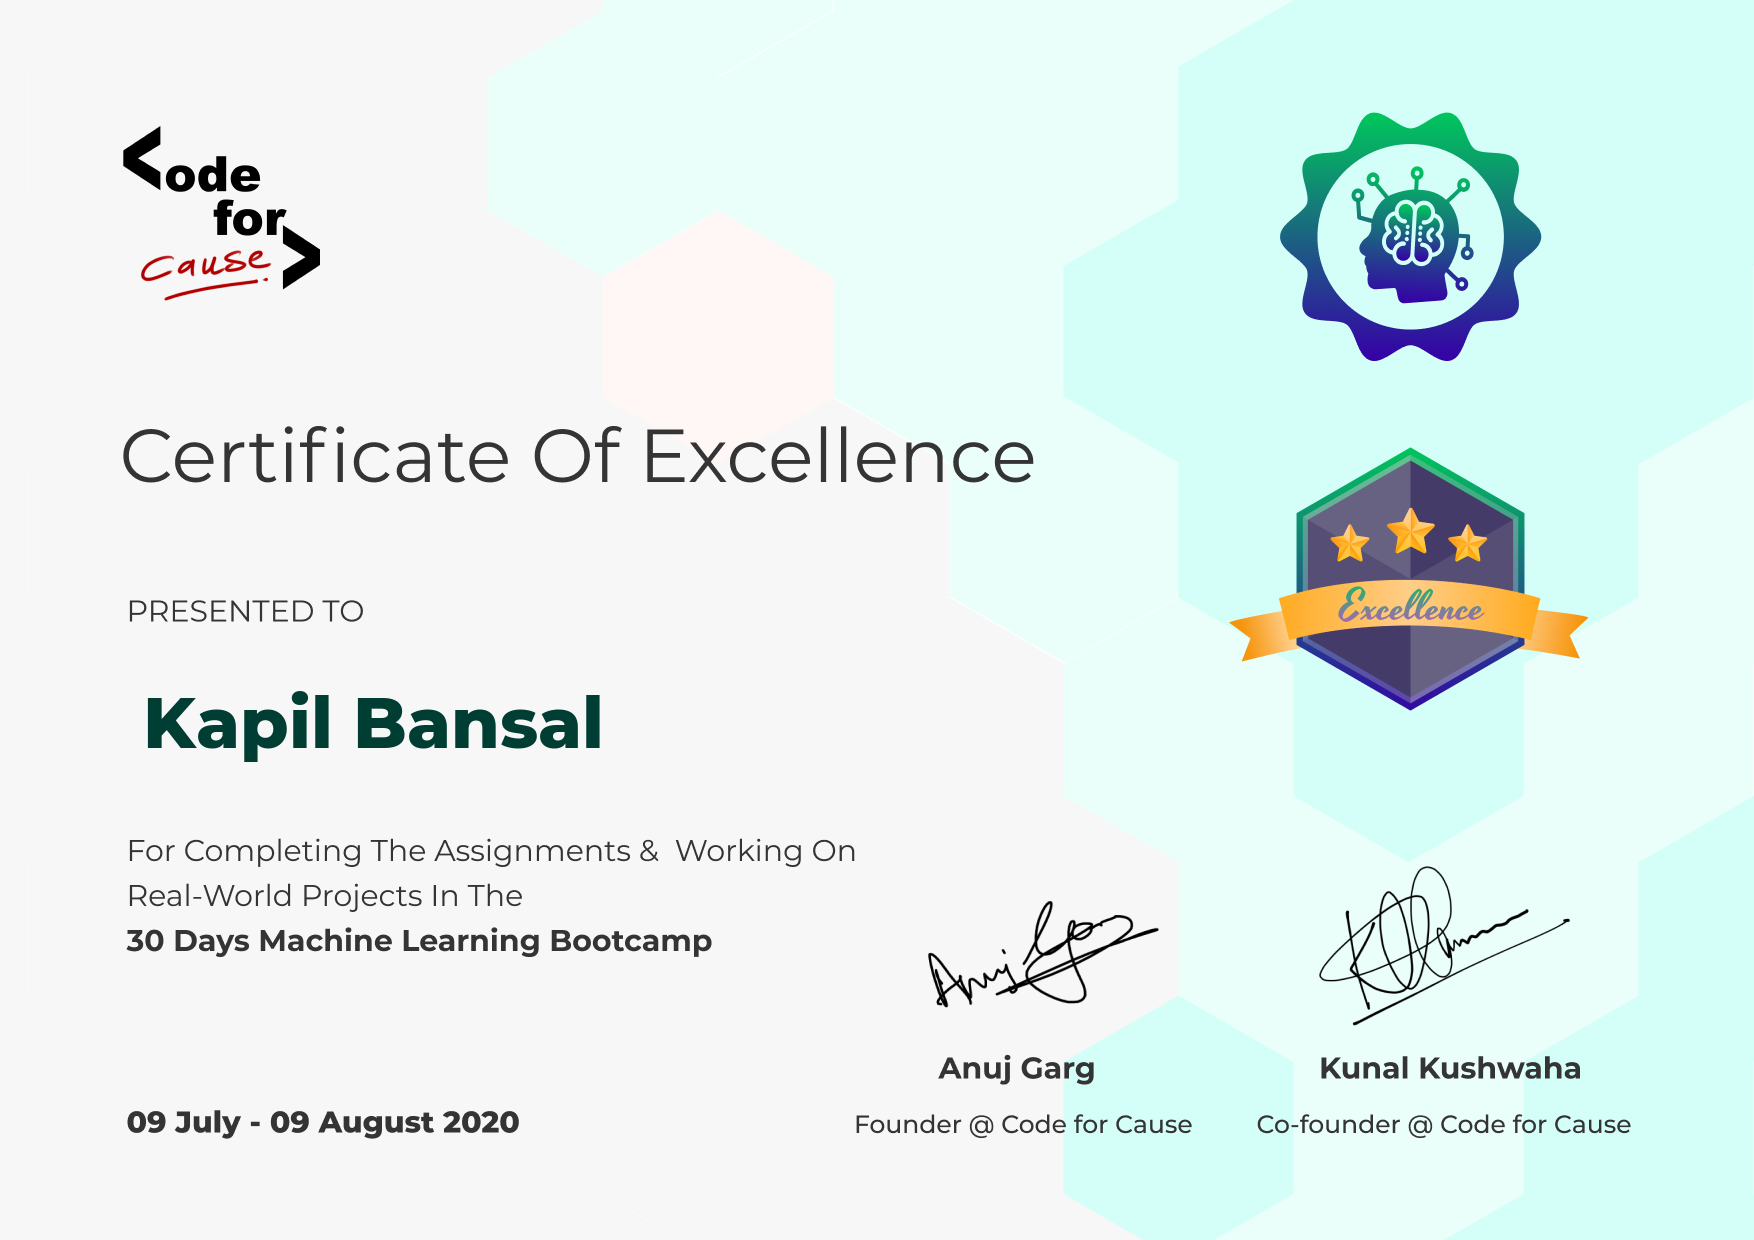 <ode
for>
Cause
Certificate Of Excellence
Excellence
PRESENTED TO
Kapil Bansal
For Completing The Assignments & Working On
Real-World Projects In The
30 Days Machine Learning Bootcamp
Anuj Garg
Kunal Kushwaha
09 July - 09 August 2020
Founder @ Code for Cause
Co-founder @ Code for Cause